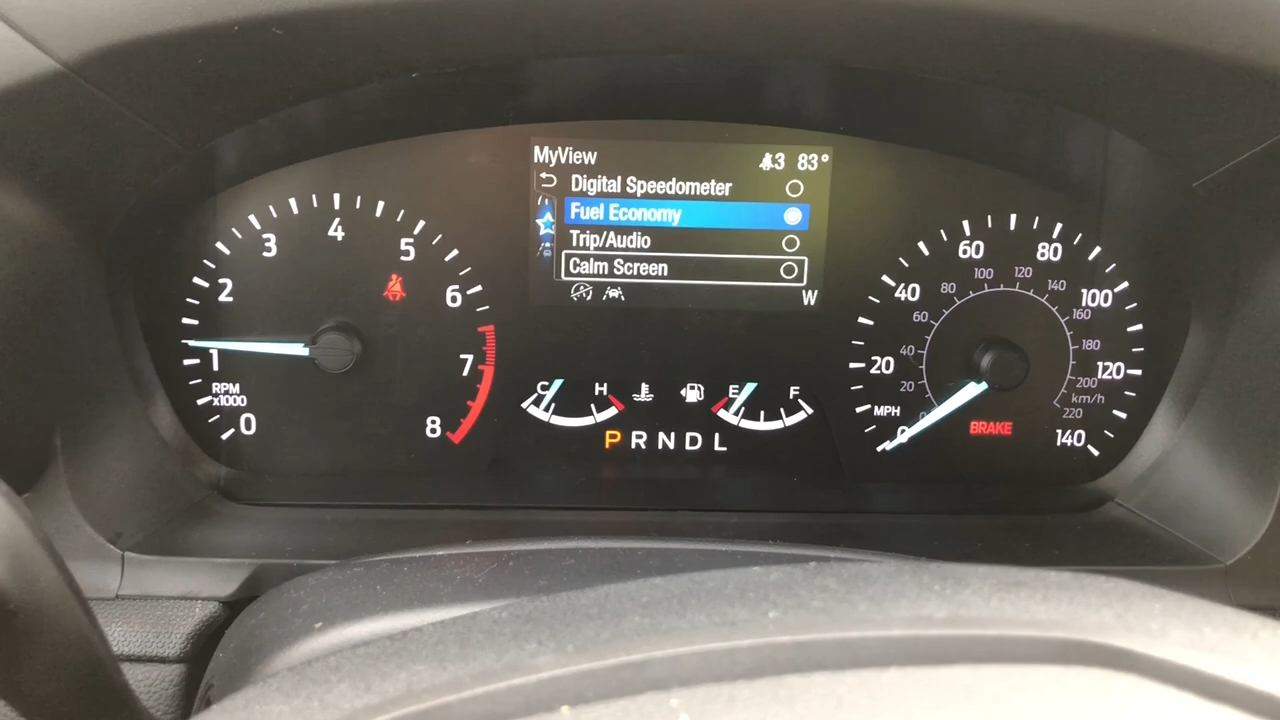 MyView 3 83°
Digital Speedometer
Fuel Economy
Trip/Audio
Calm Screen
W
0 1 2 3 4 5 6 7 8
RPM
x1000
C H
E F
P R N D L
0 20 40 60 80 100 120 140
MPH
0 20 40 60 80 100 120 140 160 180 200 220
km/h
BRAKE